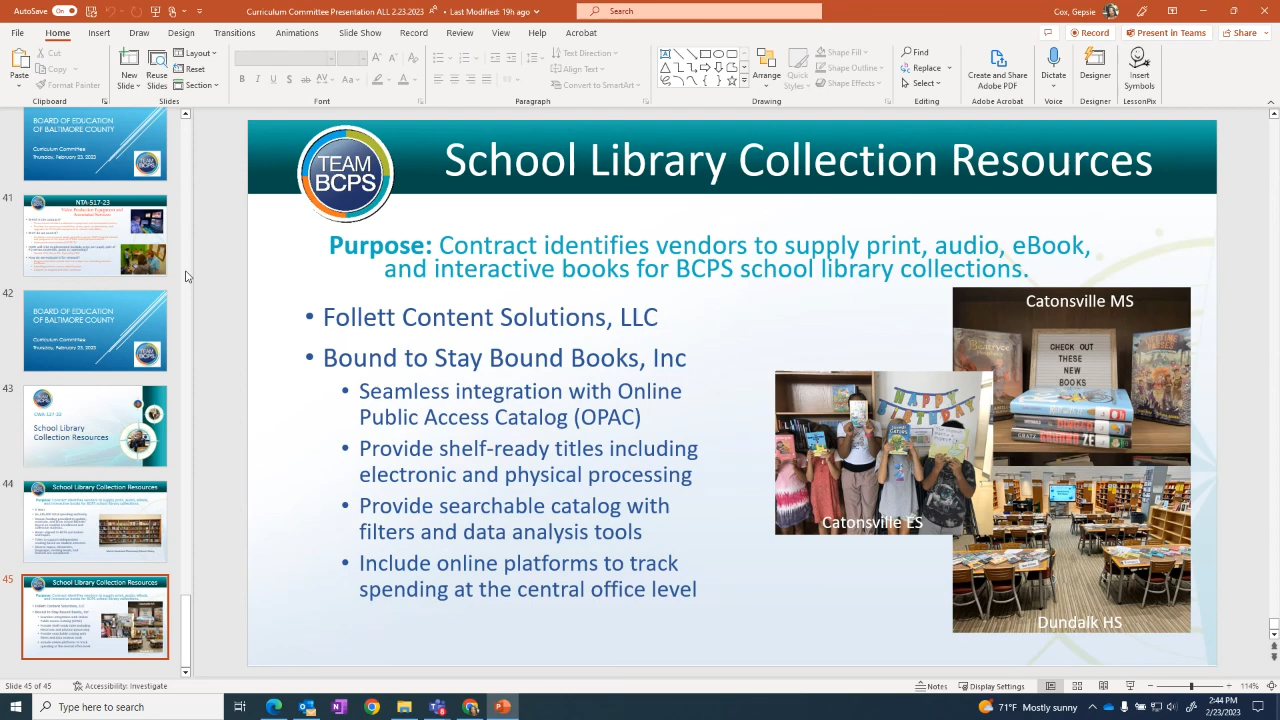 AutoSave On Curriculum Committee Presentation ALL 2.23.2023 • Last Modified: 19h ago Search Cox, Gepsie
File Home Insert Draw Design Transitions Animations Slide Show Record Review View Help Acrobat Record Present in Teams Share
Paste Cut Copy Format Painter
Clipboard
New Slides Reuse Slides Layout Reset Section
Slides
B I U S ab AV Aa A
Font
Text Direction Align Text Convert to SmartArt
Paragraph
Arrange Quick Styles Shape Fill Shape Outline Shape Effects
Drawing
Find Replace Select
Editing
Create and Share Adobe PDF
Adobe Acrobat
Dictate
Voice
Designer
Designer
Insert Symbols
LessonPix
BOARD OF EDUCATION
OF BALTIMORE COUNTY
Curriculum Committee
Thursday, February 23, 2023
41
NTA-517-23
42
BOARD OF EDUCATION
OF BALTIMORE COUNTY
Curriculum Committee
Thursday, February 23, 2023
43
School Library
Collection Resources
44
School Library Collection Resources
45
School Library Collection Resources
TEAM
BCPS
School Library Collection Resources
Purpose: Contract identifies vendors to supply print, audio, eBook,
and interactive books for BCPS school library collections.
• Follett Content Solutions, LLC
• Bound to Stay Bound Books, Inc
• Seamless integration with Online
Public Access Catalog (OPAC)
• Provide shelf-ready titles including
electronic and physical processing
• Provide searchable catalog with
filters and data analysis tools
• Include online platforms to track
spending at the central office level
Catonsville MS
CHECK OUT
THESE
NEW
BOOKS
Catonsville ES
Dundalk HS
Slide 45 of 45 Accessibility: Investigate Notes Display Settings 114%
Type here to search 71°F Mostly sunny 2:44 PM
2/23/2023